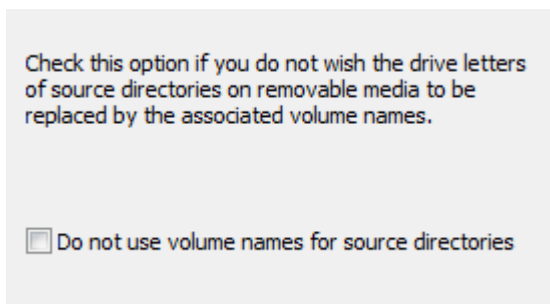 Check this option if you do not wish the drive letters
of source directories on removable media to be
replaced by the associated volume names.
Do not use volume names for source directories